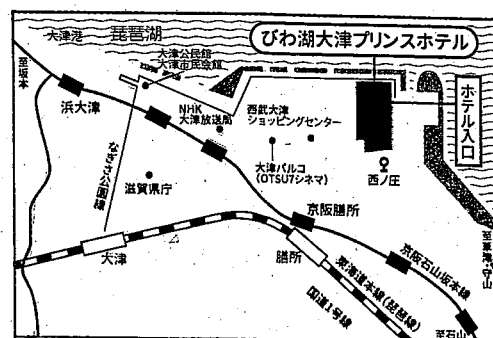 大津港
琵琶湖
びわ湖大津プリンスホテル
大津公民館
大津市民会館
至坂本
浜大津
NHK
大津放送局
西武大津
ショッピングセンター
ホテル入口
なぎさ公園線
滋賀県庁
大津パルコ
(OTSU7シネマ)
西ノ庄
京阪膳所
大津
膳所
京阪石山坂本線
東海道本線(琵琶線)
国道1号線
至草津・守山
至石山